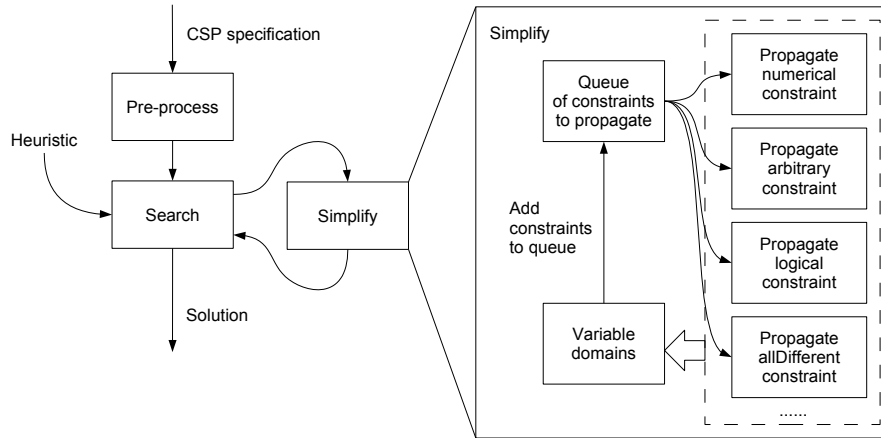 CSP specification
Pre-process
Heuristic
Search
Simplify
Solution
Simplify
Queue
of constraints
to propagate
Add
constraints
to queue
Variable
domains
Propagate
numerical
constraint
Propagate
arbitrary
constraint
Propagate
logical
constraint
Propagate
allDifferent
constraint
......